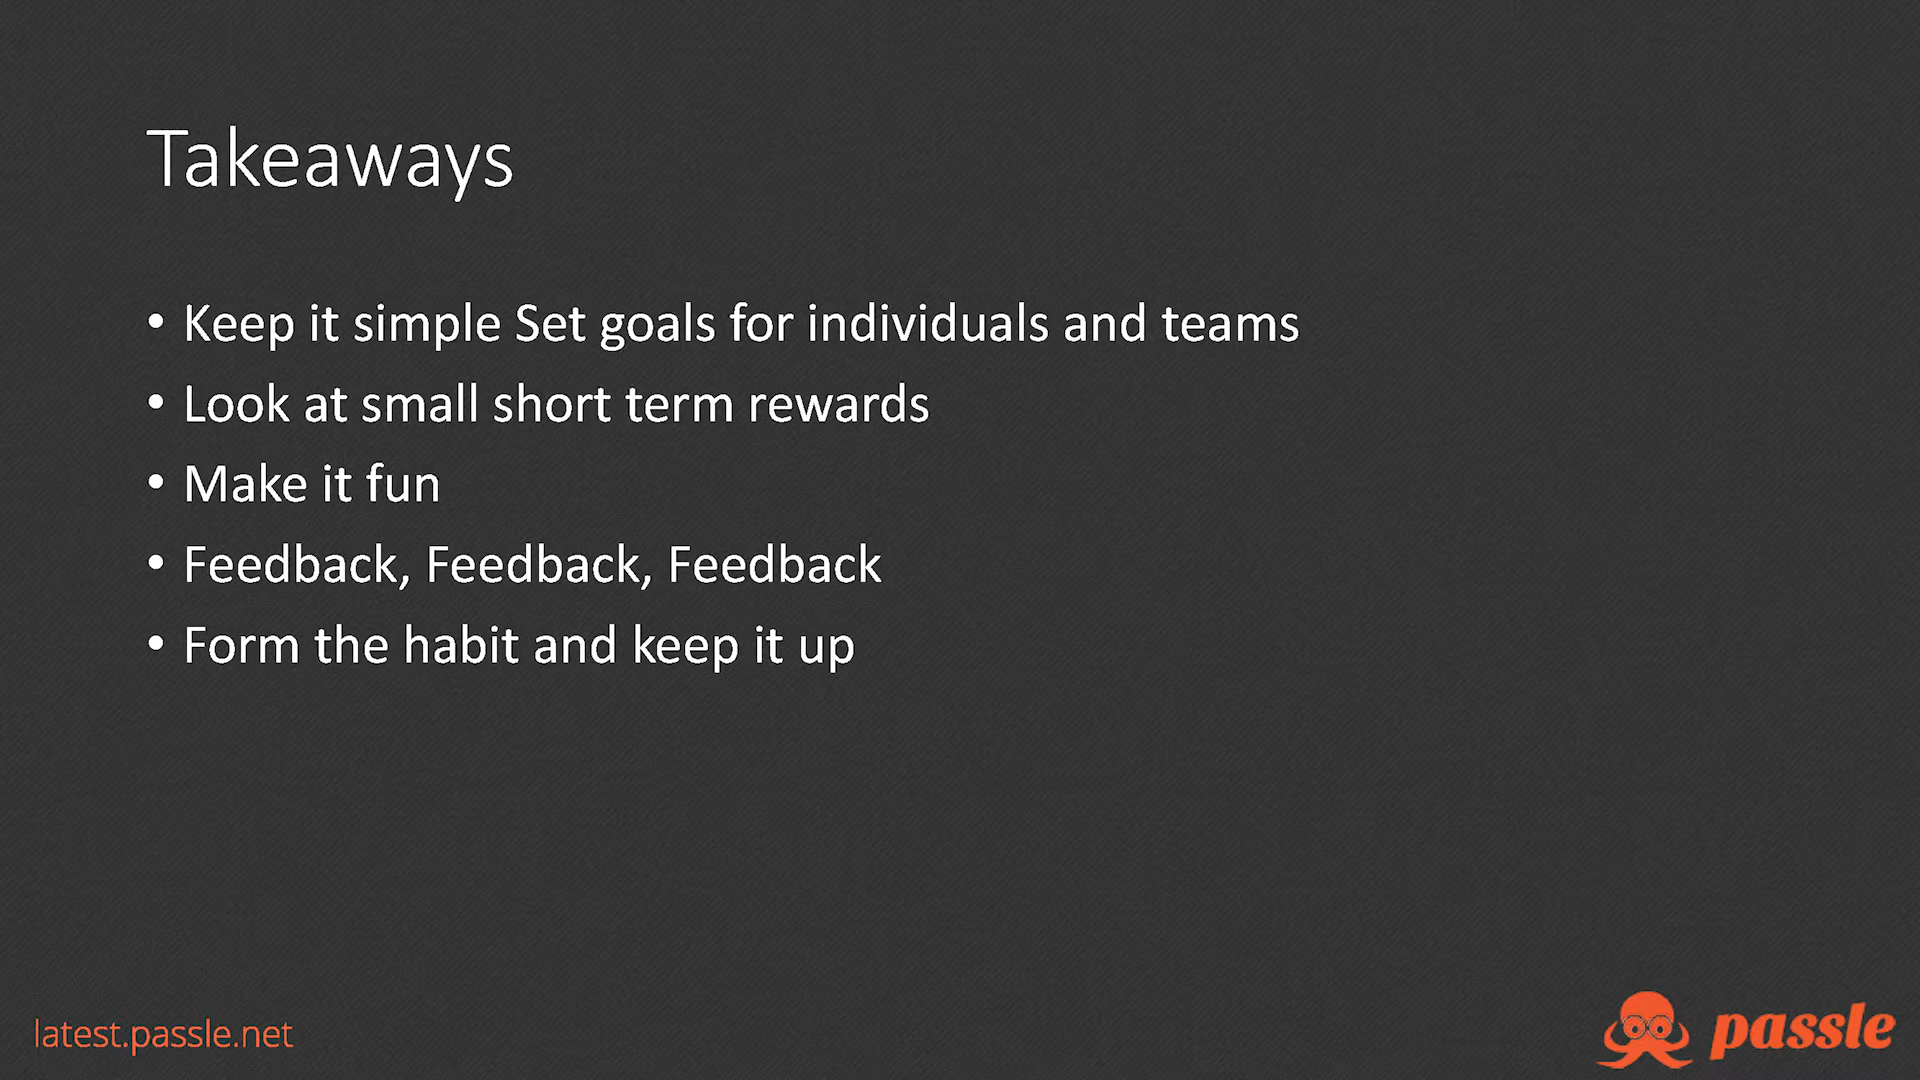 Takeaways
• Keep it simple Set goals for individuals and teams
• Look at small short term rewards
• Make it fun
• Feedback, Feedback, Feedback
• Form the habit and keep it up
latest.passle.net
passle